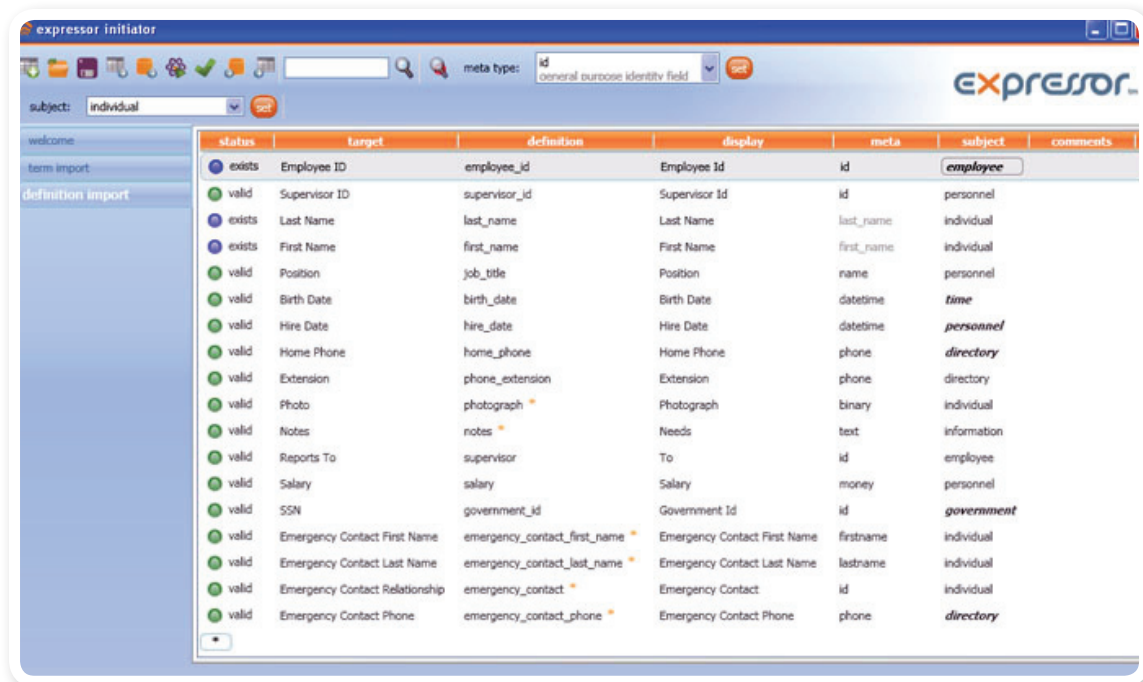 expressor initiator
meta type: id
general purpose identity field
set
expressor
subject: individual set
welcome
term import
definition import
status target definition display meta subject comments
exists Employee ID employee_id Employee Id id employee
valid Supervisor ID supervisor_id Supervisor Id id personnel
exists Last Name last_name Last Name last_name individual
exists First Name first_name First Name first_name individual
valid Position job_title Position name personnel
valid Birth Date birth_date Birth Date datetime time
valid Hire Date hire_date Hire Date datetime personnel
valid Home Phone home_phone Home Phone phone directory
valid Extension phone_extension Extension phone directory
valid Photo photograph * Photograph binary individual
valid Notes notes * Needs text information
valid Reports To supervisor To id employee
valid Salary salary Salary money personnel
valid SSN government_id Government Id id government
valid Emergency Contact First Name emergency_contact_first_name * Emergency Contact First Name firstname individual
valid Emergency Contact Last Name emergency_contact_last_name * Emergency Contact Last Name lastname individual
valid Emergency Contact Relationship emergency_contact * Emergency Contact id individual
valid Emergency Contact Phone emergency_contact_phone * Emergency Contact Phone phone directory
*